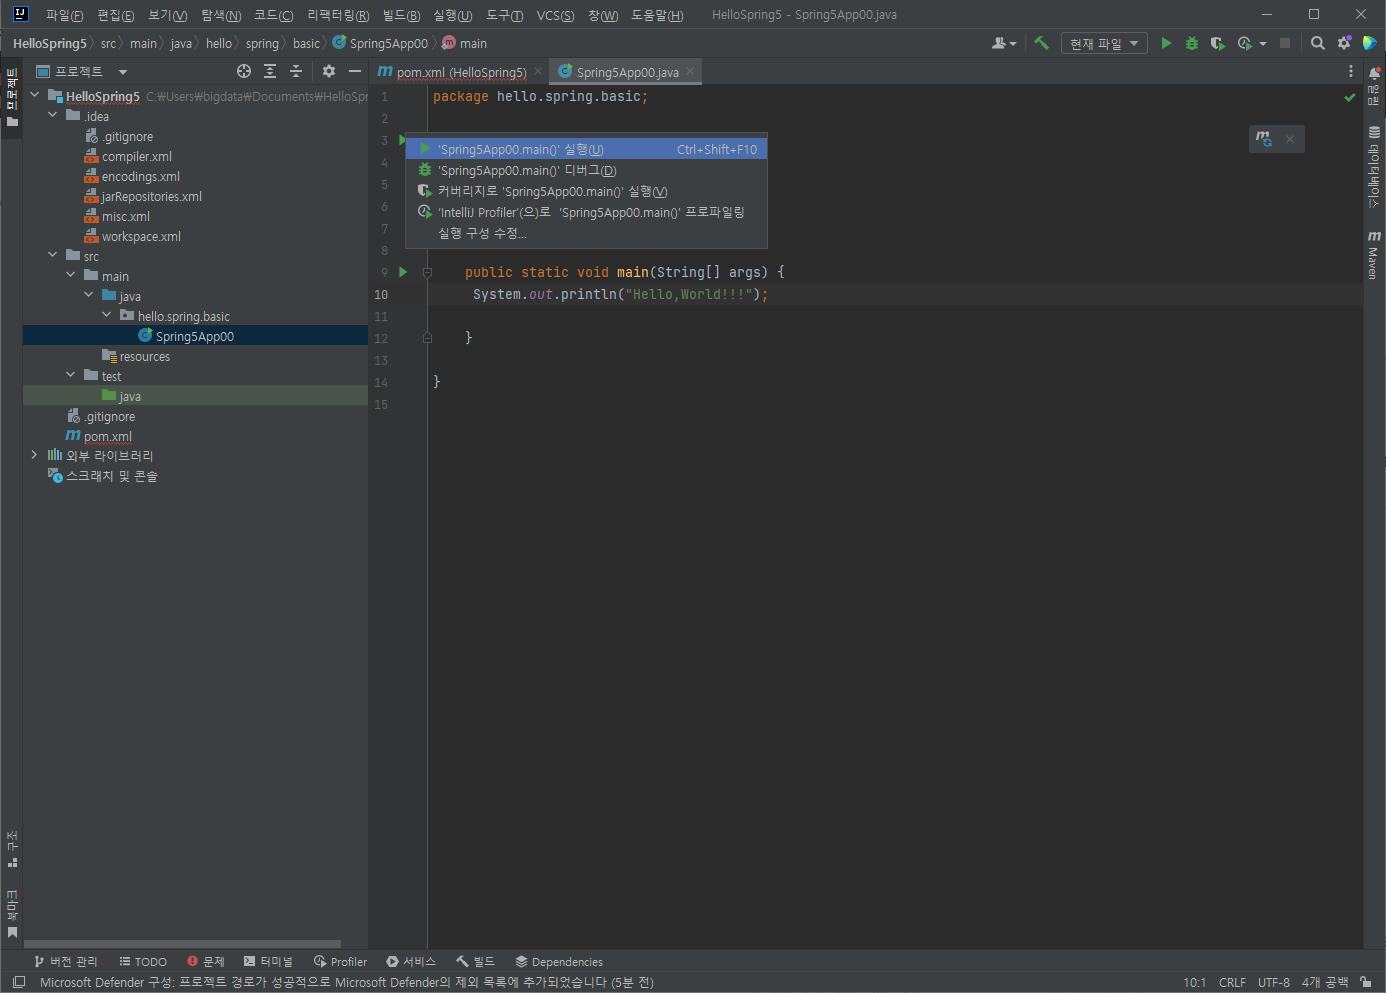 파일(F) 편집(E) 보기(V) 탐색(N) 코드(C) 리팩터링(R) 빌드(B) 실행(U) 도구(T) VCS(S) 창(W) 도움말(H) HelloSpring5 - Spring5App00.java
HelloSpring5 src main java hello spring basic Spring5App00 main 현재 파일
프로젝트
프로젝트
pom.xml (HelloSpring5) Spring5App00.java
알림
데이터베이스
Maven
HelloSpring5 C:₩Users₩bigdata₩Documents₩HelloSpr
.idea
.gitignore
compiler.xml
encodings.xml
jarRepositories.xml
misc.xml
workspace.xml
src
main
java
hello.spring.basic
Spring5App00
resources
test
java
.gitignore
pom.xml
외부 라이브러리
스크래치 및 콘솔
1 package hello.spring.basic;
2
3
4
5
6
7
8
9 public static void main(String[] args) {
10 System.out.println("Hello,World!!!");
11
12 }
13
14 }
15
'Spring5App00.main()' 실행(U) Ctrl+Shift+F10
'Spring5App00.main()' 디버그(D)
커버리지로 'Spring5App00.main()' 실행(V)
'IntelliJ Profiler'(으)로 'Spring5App00.main()' 프로파일링
실행 구성 수정...
구조
북마크
버전 관리 TODO 문제 터미널 Profiler 서비스 빌드 Dependencies
Microsoft Defender 구성: 프로젝트 경로가 성공적으로 Microsoft Defender의 제외 목록에 추가되었습니다 (5분 전) 10:1 CRLF UTF-8 4개 공백